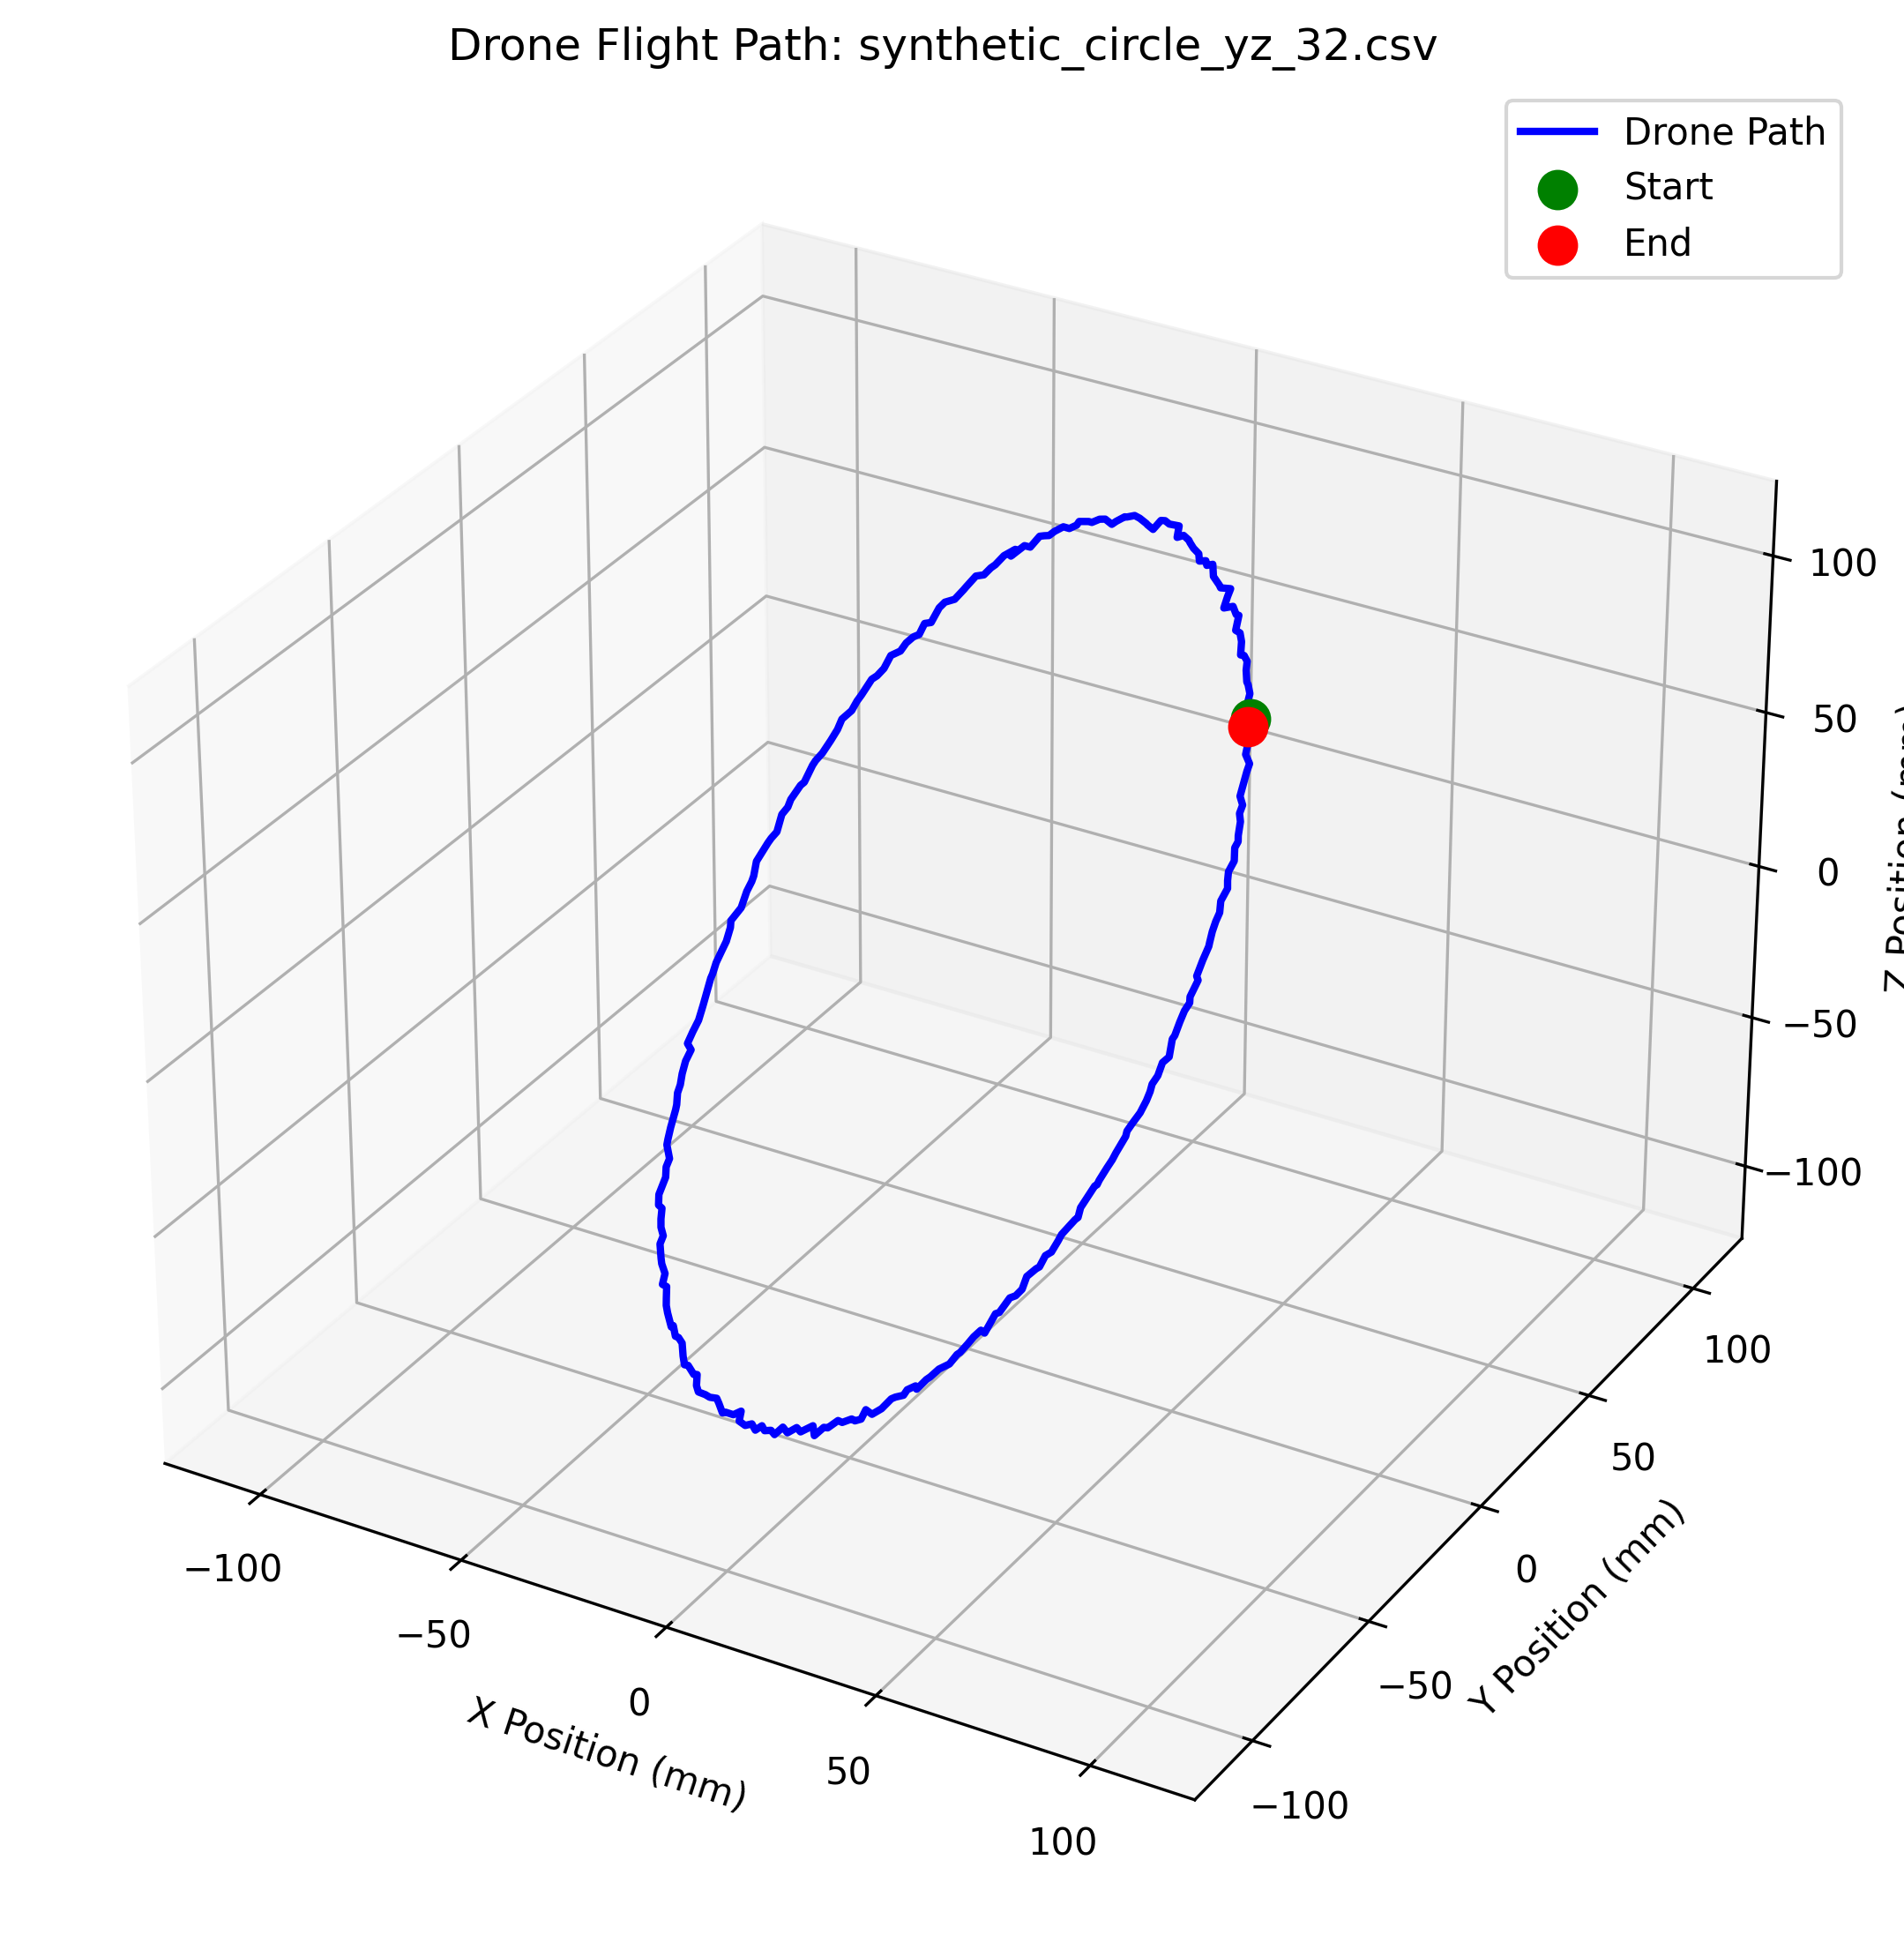 Drone Flight Path: synthetic_circle_yz_32.csv
Drone Path
Start
End
100
50
0
−50
−100
Z Position
100
50
0
−50
−100
Y Position (mm)
−100
−50
0
50
100
X Position (mm)